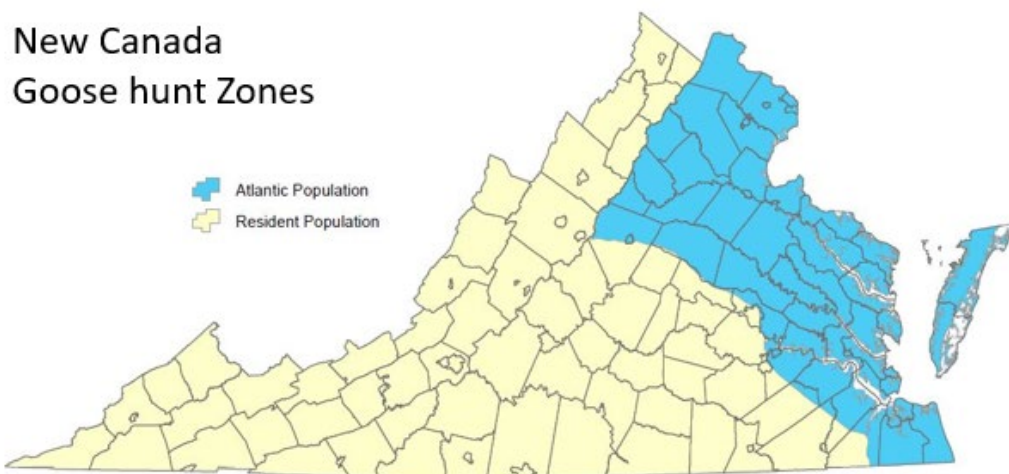 New Canada
Goose hunt Zones
Atlantic Population
Resident Population